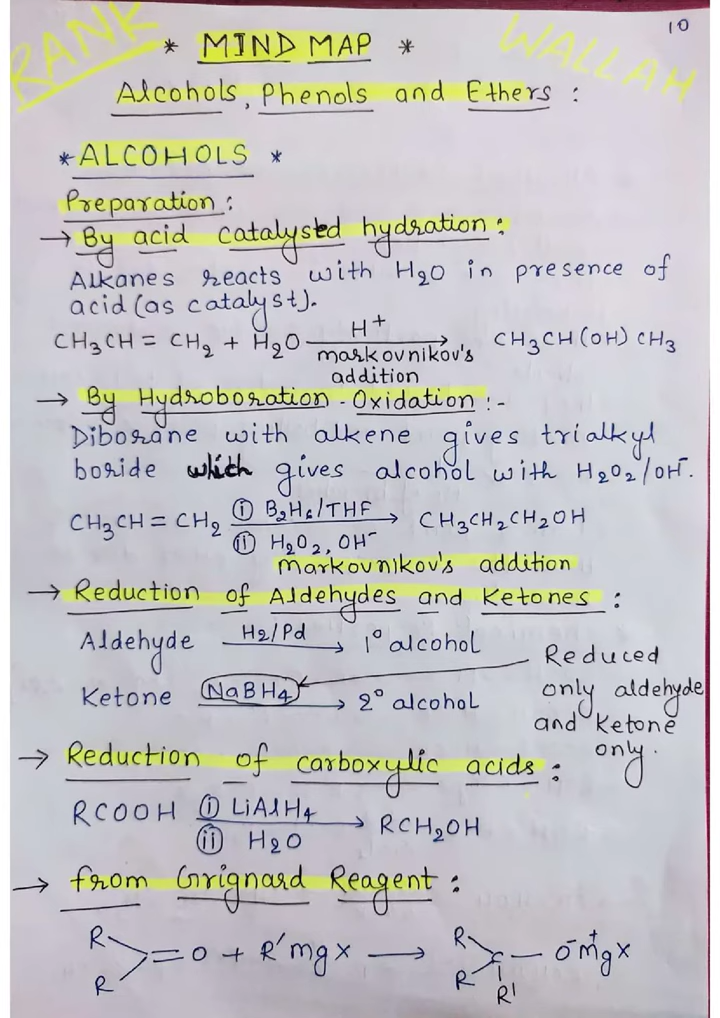 10
RANK * MIND MAP * WALLAH
Alcohols, Phenols and Ethers :
* ALCOHOLS *
Preparation :
→ By acid catalysed hydration :
Alkanes reacts with H2O in presence of
acid (as catalyst).
CH3CH = CH2 + H2O H+ → CH3CH(OH) CH3
markovnikov's
addition
→ By Hydroboration - Oxidation :-
Diborane with alkene gives trialkyl
boride which gives alcohol with H2O2/OH-.
CH3CH = CH2 (i) B2H6/THF → CH3CH2CH2OH
(ii) H2O2, OH-
markovnikov's addition
→ Reduction of Aldehydes and Ketones :
Aldehyde H2/Pd → 1° alcohol
Ketone NaBH4 → 2° alcohol
Reduced
only aldehyde
and Ketone
only.
→ Reduction of carboxylic acids :
RCOOH (i) LiAlH4 → RCH2OH
(ii) H2O
→ from Grignard Reagent :
R R =O + R'mgx → R R C — O-m+gx
R'